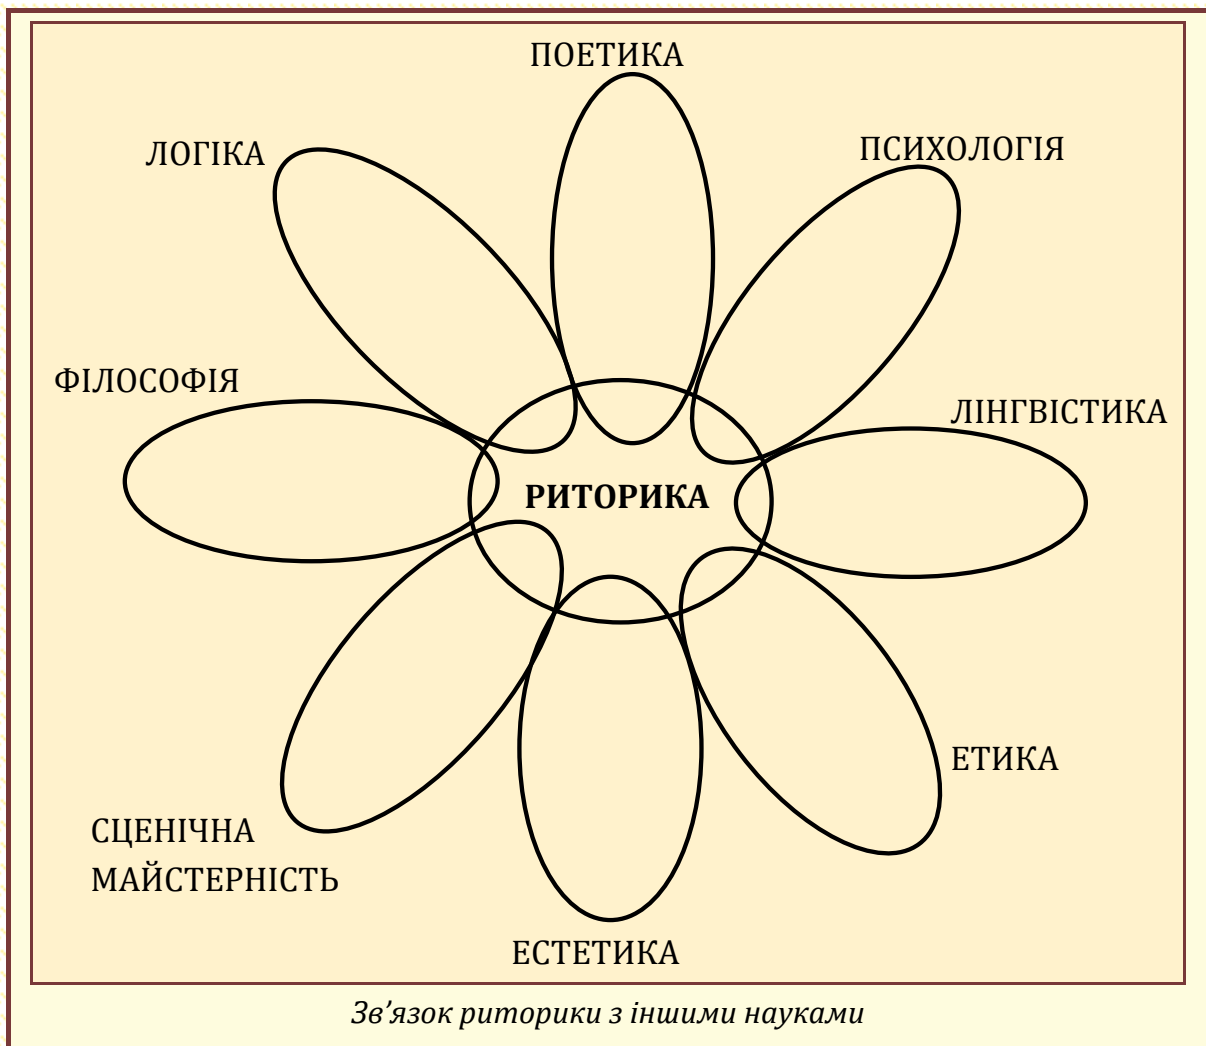 ПОЕТИКА
ЛОГІКА
ПСИХОЛОГІЯ
ФІЛОСОФІЯ
ЛІНГВІСТИКА
РИТОРИКА
ЕТИКА
СЦЕНІЧНА
МАЙСТЕРНІСТЬ
ЕСТЕТИКА
Зв'язок риторики з іншими науками